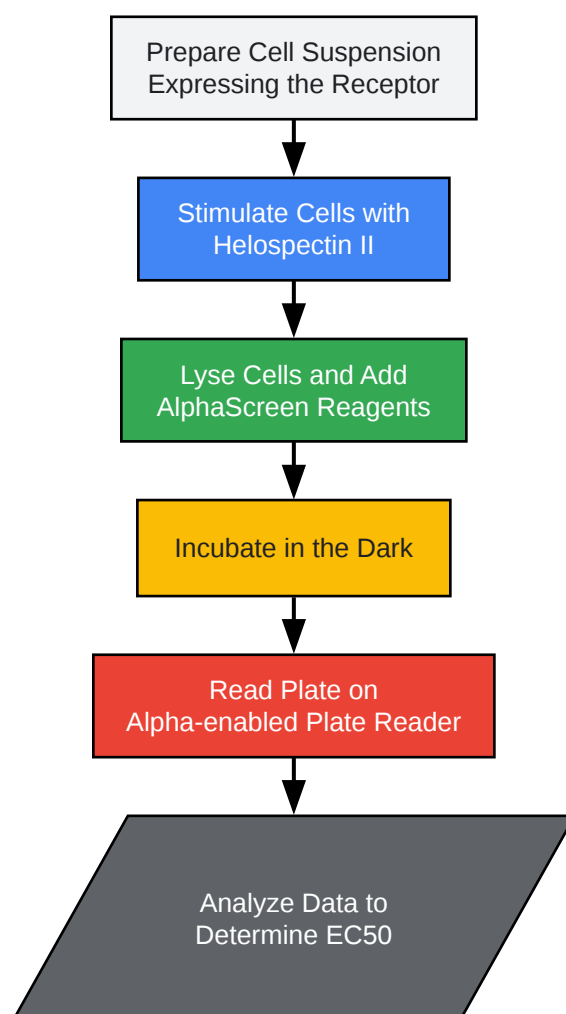 Prepare Cell Suspension
Expressing the Receptor
Stimulate Cells with
Helospectin II
Lyse Cells and Add
AlphaScreen Reagents
Incubate in the Dark
Read Plate on
Alpha-enabled Plate Reader
Analyze Data to
Determine EC50